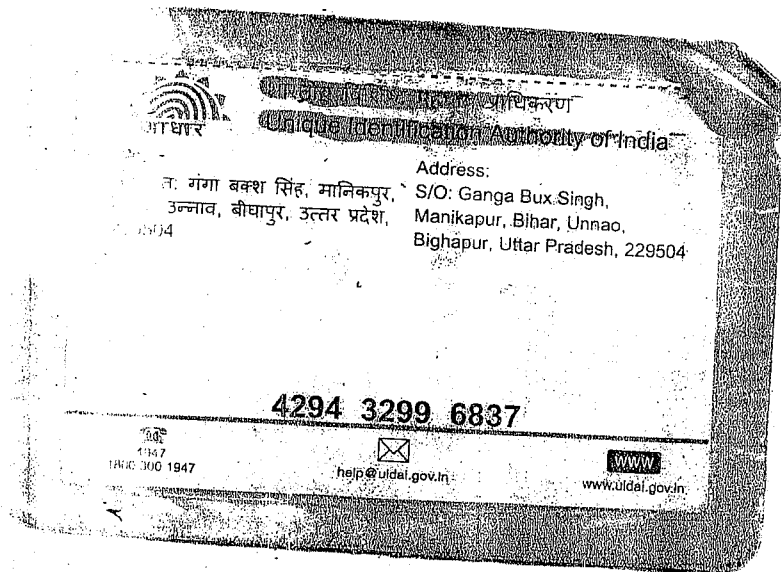 आधार
प्राधिकरण
Unique Identification Authority of India
गंगा बक्श सिंह, मानिकपुर,
उन्नाव, बीघापुर, उत्तर प्रदेश,
Address:
S/O: Ganga Bux Singh,
Manikapur, Bihar, Unnao,
Bighapur, Uttar Pradesh, 229504
4294 3299 6837
1947
1800 300 1947
help@uidai.gov.in
www
www.uidai.gov.in